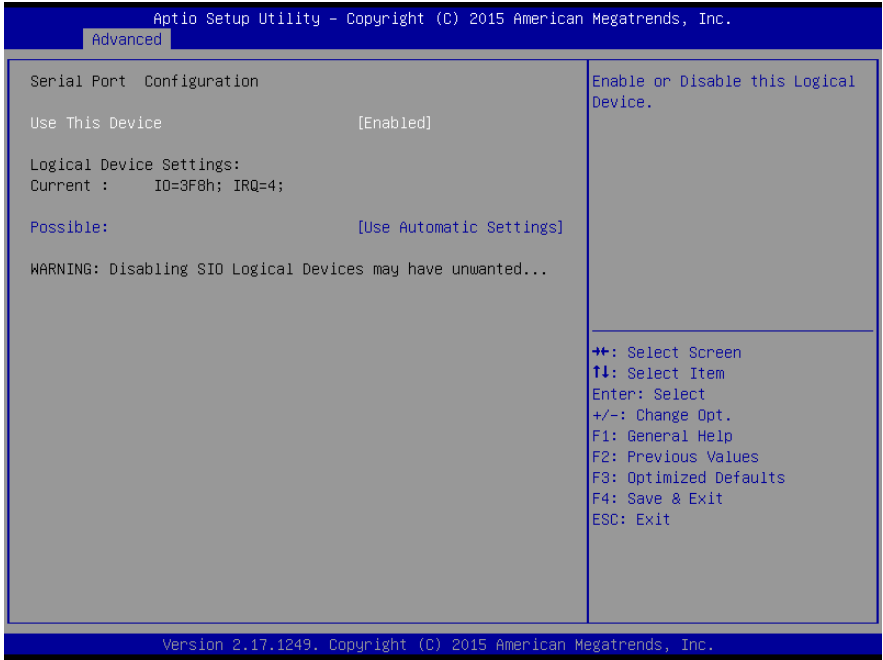 Aptio Setup Utility – Copyright (C) 2015 American Megatrends, Inc.
Advanced
Serial Port  Configuration
Use This Device [Enabled]
Logical Device Settings:
Current : IO=3F8h; IRQ=4;
Possible: [Use Automatic Settings]
WARNING: Disabling SIO Logical Devices may have unwanted...
Enable or Disable this Logical
Device.
→←: Select Screen
↑↓: Select Item
Enter: Select
+/-: Change Opt.
F1: General Help
F2: Previous Values
F3: Optimized Defaults
F4: Save & Exit
ESC: Exit
Version 2.17.1249. Copyright (C) 2015 American Megatrends, Inc.